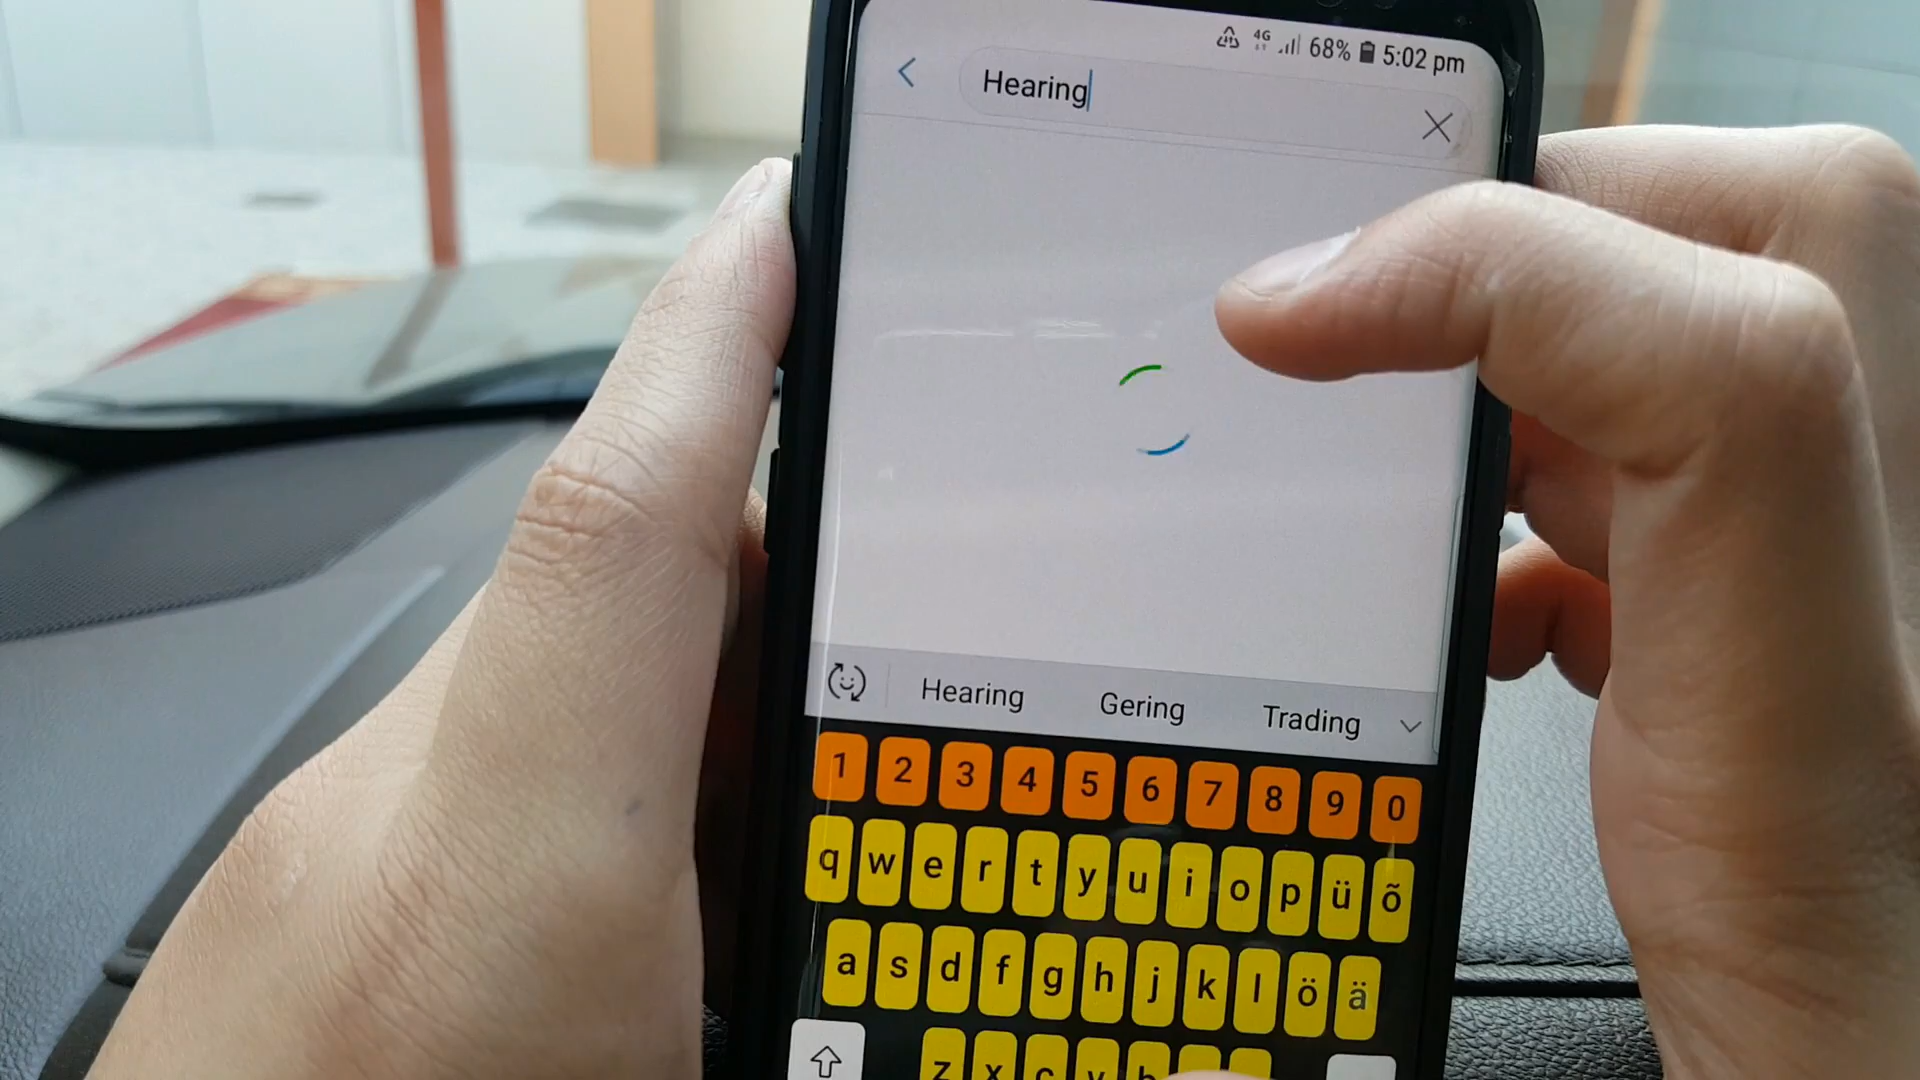 4G 68% 5:02 pm
Hearing
Hearing Gering Trading
1 2 3 4 5 6 7 8 9 0
q w e r t y u i o p ü õ
a s d f g h j k l ö ä
z x c v b